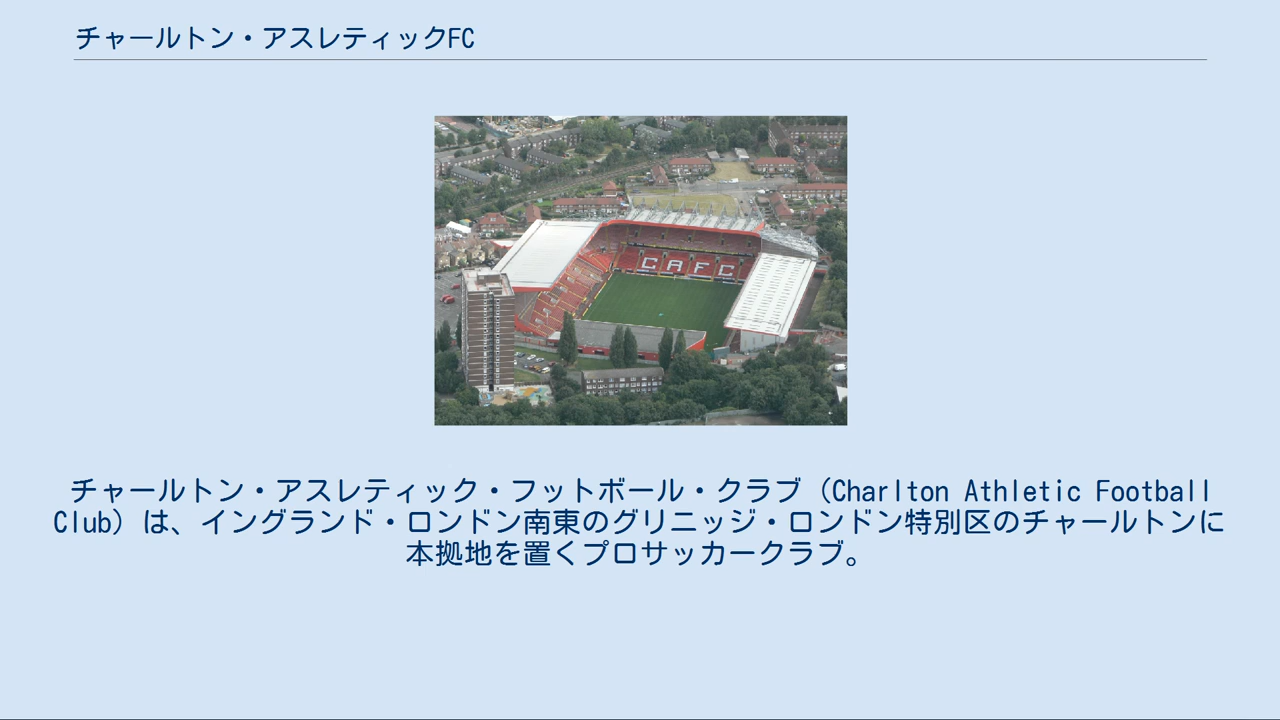 チャールトン・アスレティックFC
CAFC
チャールトン・アスレティック・フットボール・クラブ（Charlton Athletic Football
Club）は、イングランド・ロンドン南東のグリニッジ・ロンドン特別区のチャールトンに
本拠地を置くプロサッカークラブ。